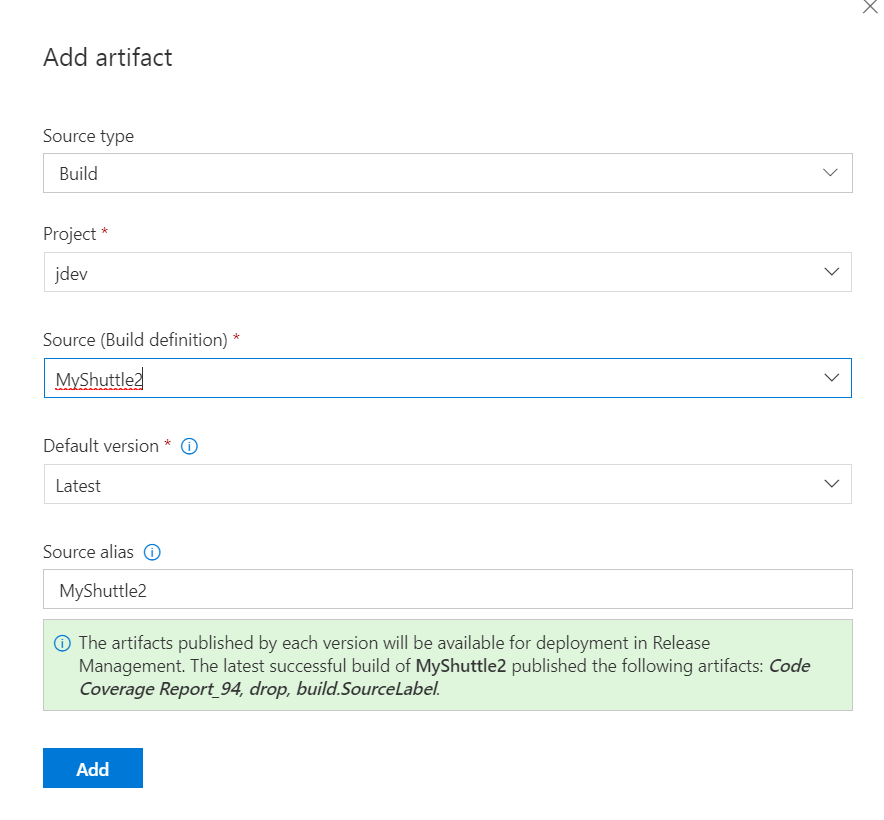 Add artifact
Source type
Build
Project *
jdev
Source (Build definition) *
MyShuttle2
Default version *
Latest
Source alias
MyShuttle2
The artifacts published by each version will be available for deployment in Release
Management. The latest successful build of MyShuttle2 published the following artifacts: Code
Coverage Report_94, drop, build.SourceLabel.
Add